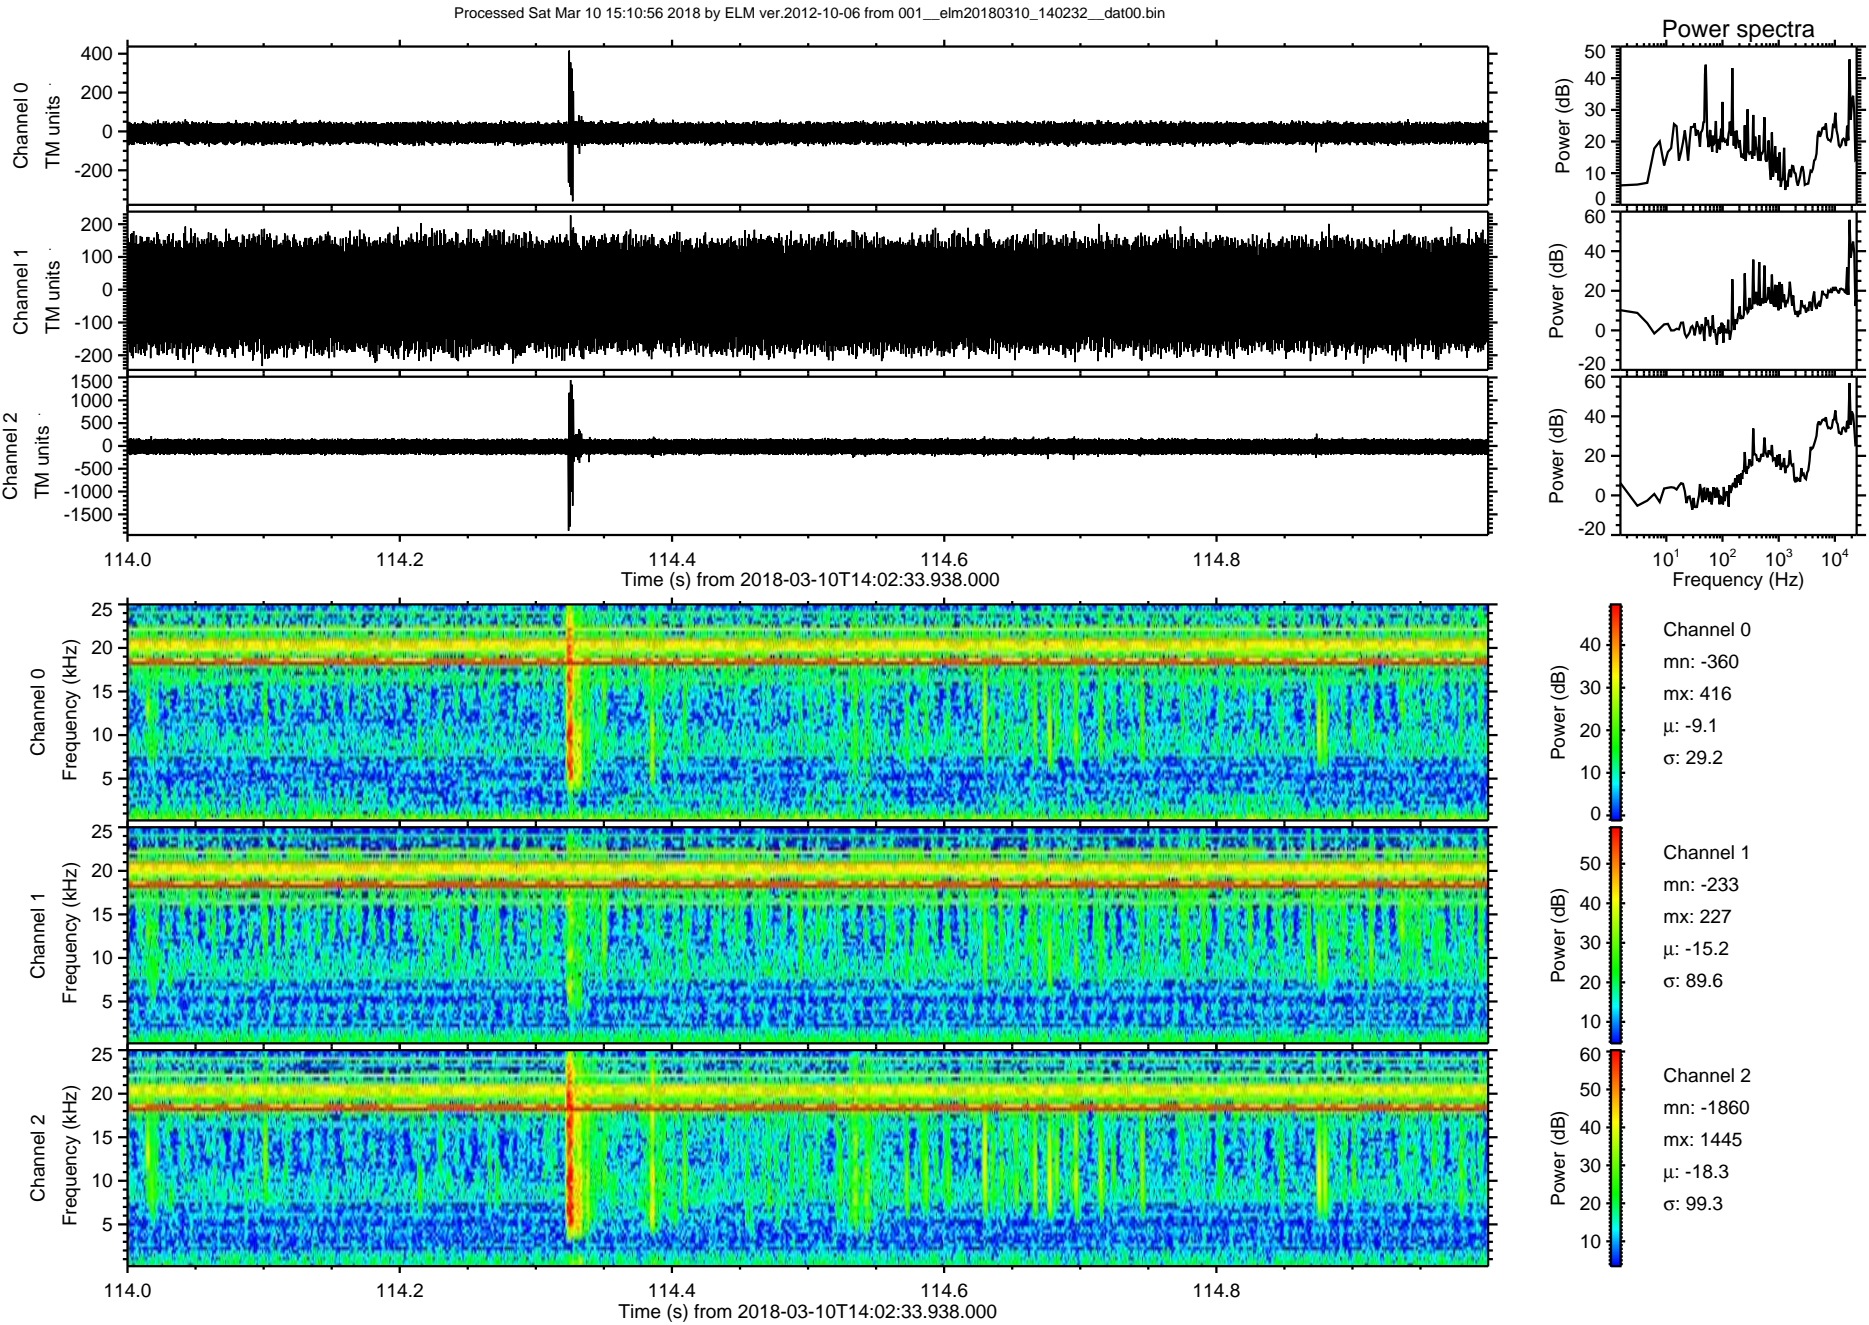 Processed Sat Mar 10 15:10:56 2018 by ELM ver.2012-10-06 from 001__elm20180310_140232__dat00.bin
Power spectra
Channel 0
TM units
400
200
0
-200
Power (dB)
50
40
30
20
10
0
Channel 1
TM units
200
100
0
-100
-200
Power (dB)
60
40
20
0
-20
Channel 2
TM units
1500
1000
500
0
-500
-1000
-1500
Power (dB)
60
40
20
0
-20
114.0 114.2 114.4 114.6 114.8
Time (s) from 2018-03-10T14:02:33.938.000
10^1 10^2 10^3 10^4
Frequency (Hz)
Channel 0
Frequency (kHz)
25
20
15
10
5
Power (dB)
40
30
20
10
0
Channel 0
mn: -360
mx: 416
µ: -9.1
σ: 29.2
Channel 1
Frequency (kHz)
25
20
15
10
5
Power (dB)
50
40
30
20
10
Channel 1
mn: -233
mx: 227
µ: -15.2
σ: 89.6
Channel 2
Frequency (kHz)
25
20
15
10
5
Power (dB)
60
50
40
30
20
10
Channel 2
mn: -1860
mx: 1445
µ: -18.3
σ: 99.3
114.0 114.2 114.4 114.6 114.8
Time (s) from 2018-03-10T14:02:33.938.000